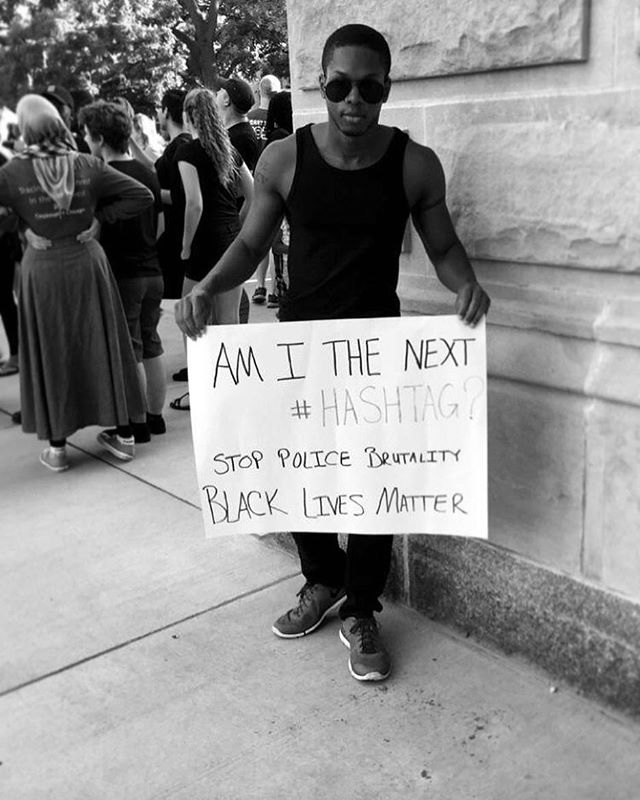 AM I THE NEXT
#HASHTAG?
STOP POLICE BRUTALITY
BLACK LIVES MATTER